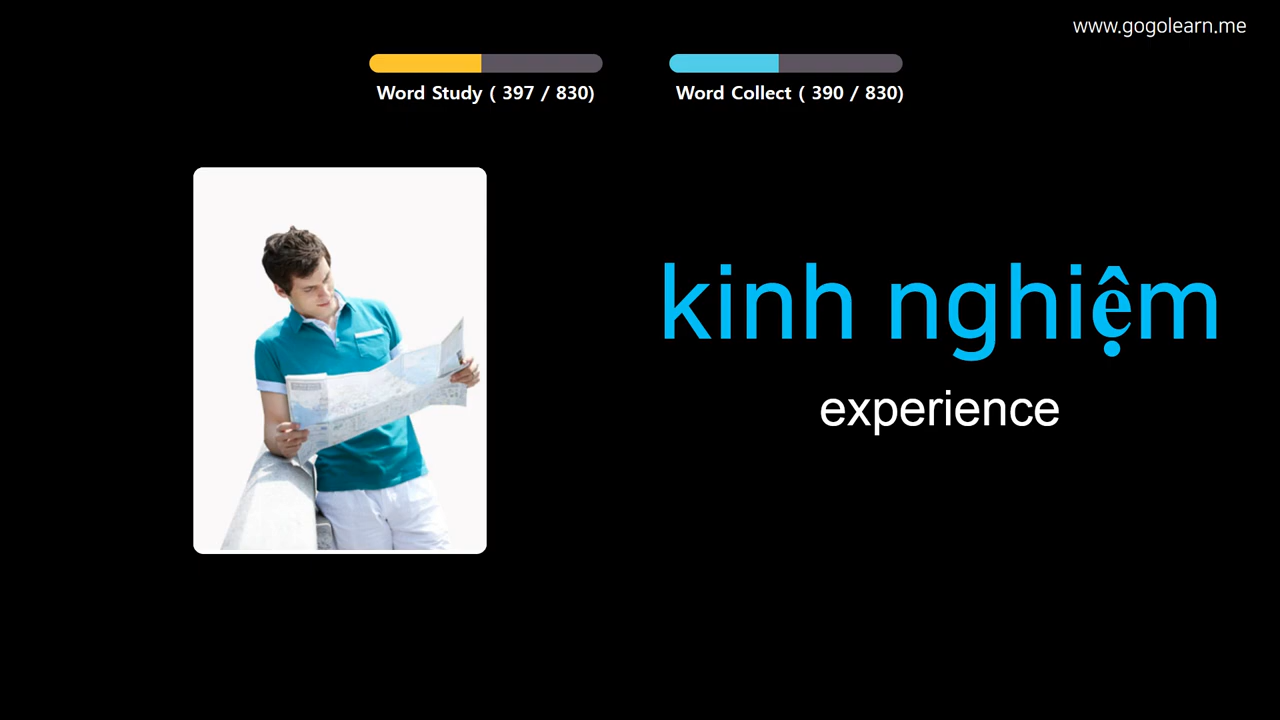 www.gogolearn.me
Word Study ( 397 / 830)
Word Collect ( 390 / 830)
kinh nghiệm
experience